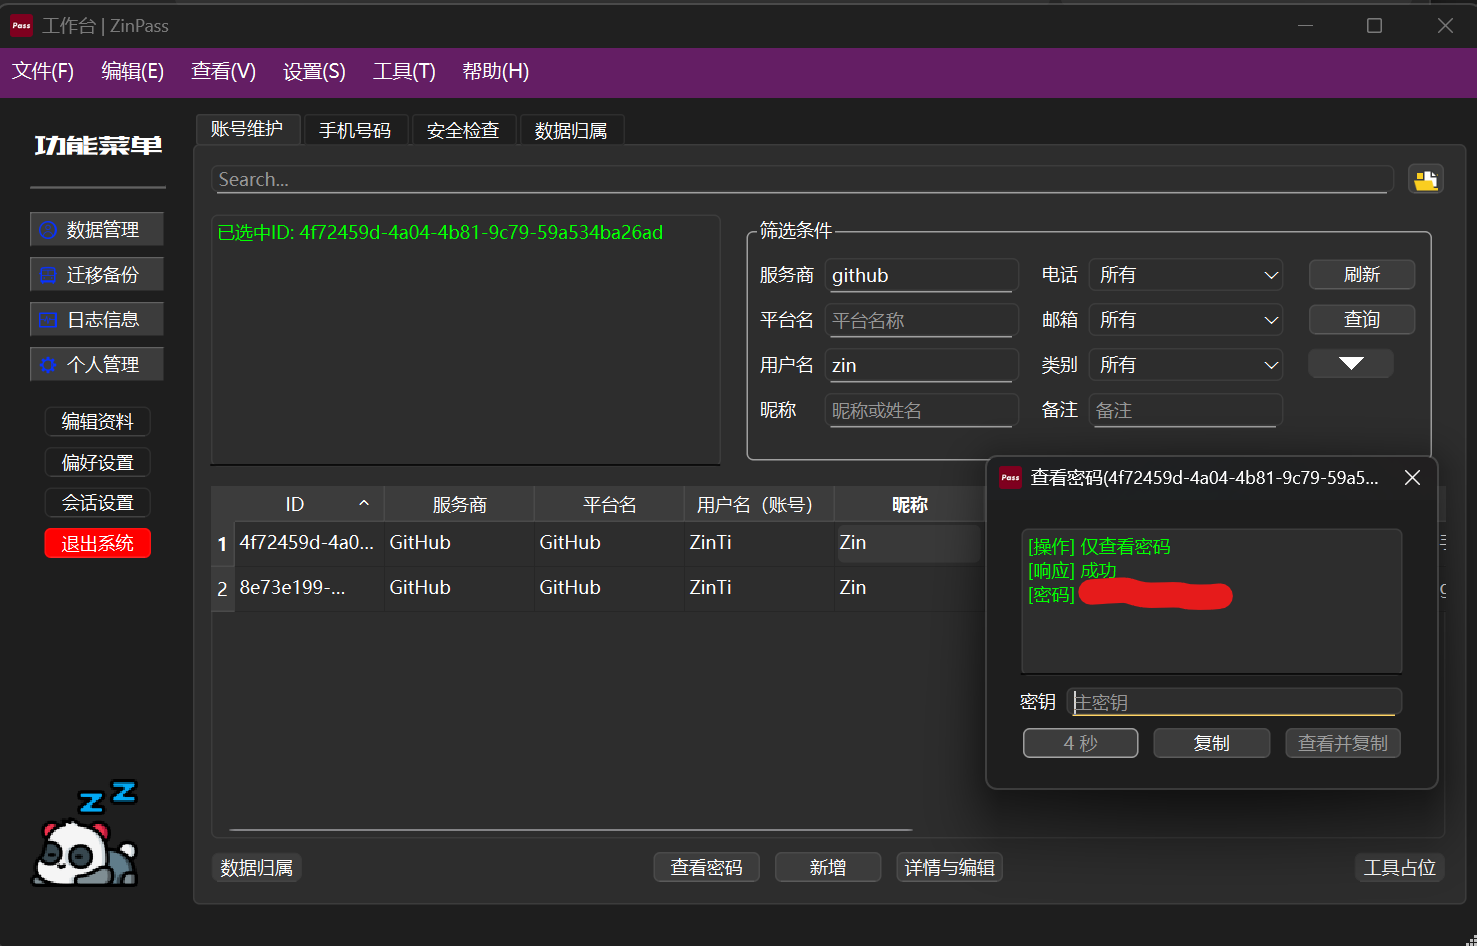 Pass 工作台 | ZinPass
文件(F) 编辑(E) 查看(V) 设置(S) 工具(T) 帮助(H)
功能菜单
数据管理
迁移备份
日志信息
个人管理
编辑资料
偏好设置
会话设置
退出系统
账号维护 手机号码 安全检查 数据归属
Search...
已选中ID: 4f72459d-4a04-4b81-9c79-59a534ba26ad
筛选条件
服务商 github 电话 所有 刷新
平台名 平台名称 邮箱 所有 查询
用户名 zin 类别 所有
昵称 昵称或姓名 备注 备注
ID 服务商 平台名 用户名（账号） 昵称
1 4f72459d-4a0... GitHub GitHub ZinTi Zin
2 8e73e199-... GitHub GitHub ZinTi Zin
Pass 查看密码(4f72459d-4a04-4b81-9c79-59a5...
[操作] 仅查看密码
[响应] 成功
[密码]
密钥 主密钥
4 秒 复制 查看并复制
Z Z
数据归属 查看密码 新增 详情与编辑 工具占位